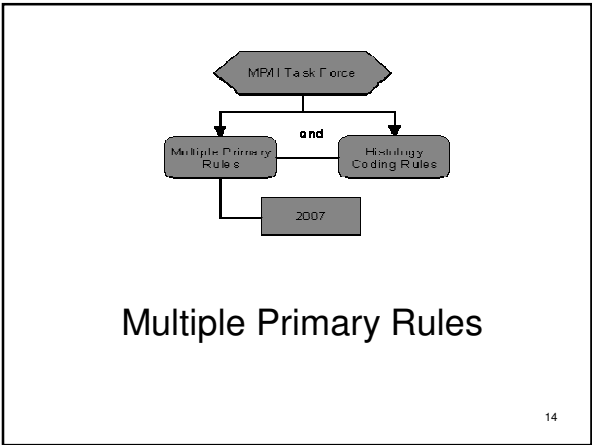 MP/H Task Force
and
Multiple Primary
Rules
Histology
Coding Rules
2007
Multiple Primary Rules
14